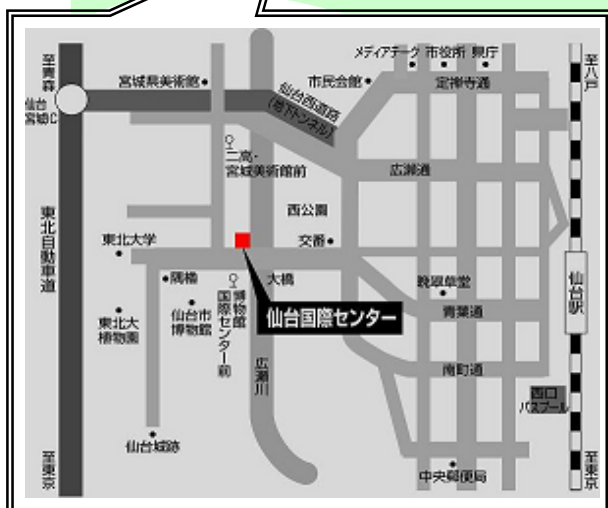 至青森
メディアテーク 市役所 県庁
至八戸
宮城県美術館
市民会館
定禅寺通
仙台西道路
(地下トンネル)
仙台
宮城IC
二高・
宮城美術館前
広瀬通
西公園
東北自動車道
東北大学
交番
隅櫓
大橋
晩翠草堂
仙台駅
仙台国際センター
東北大
植物園
仙台市
博物館
博物館
国際センター前
青葉通
広瀬川
南町通
西口
バスプール
仙台城跡
中央郵便局
至東京
至東京